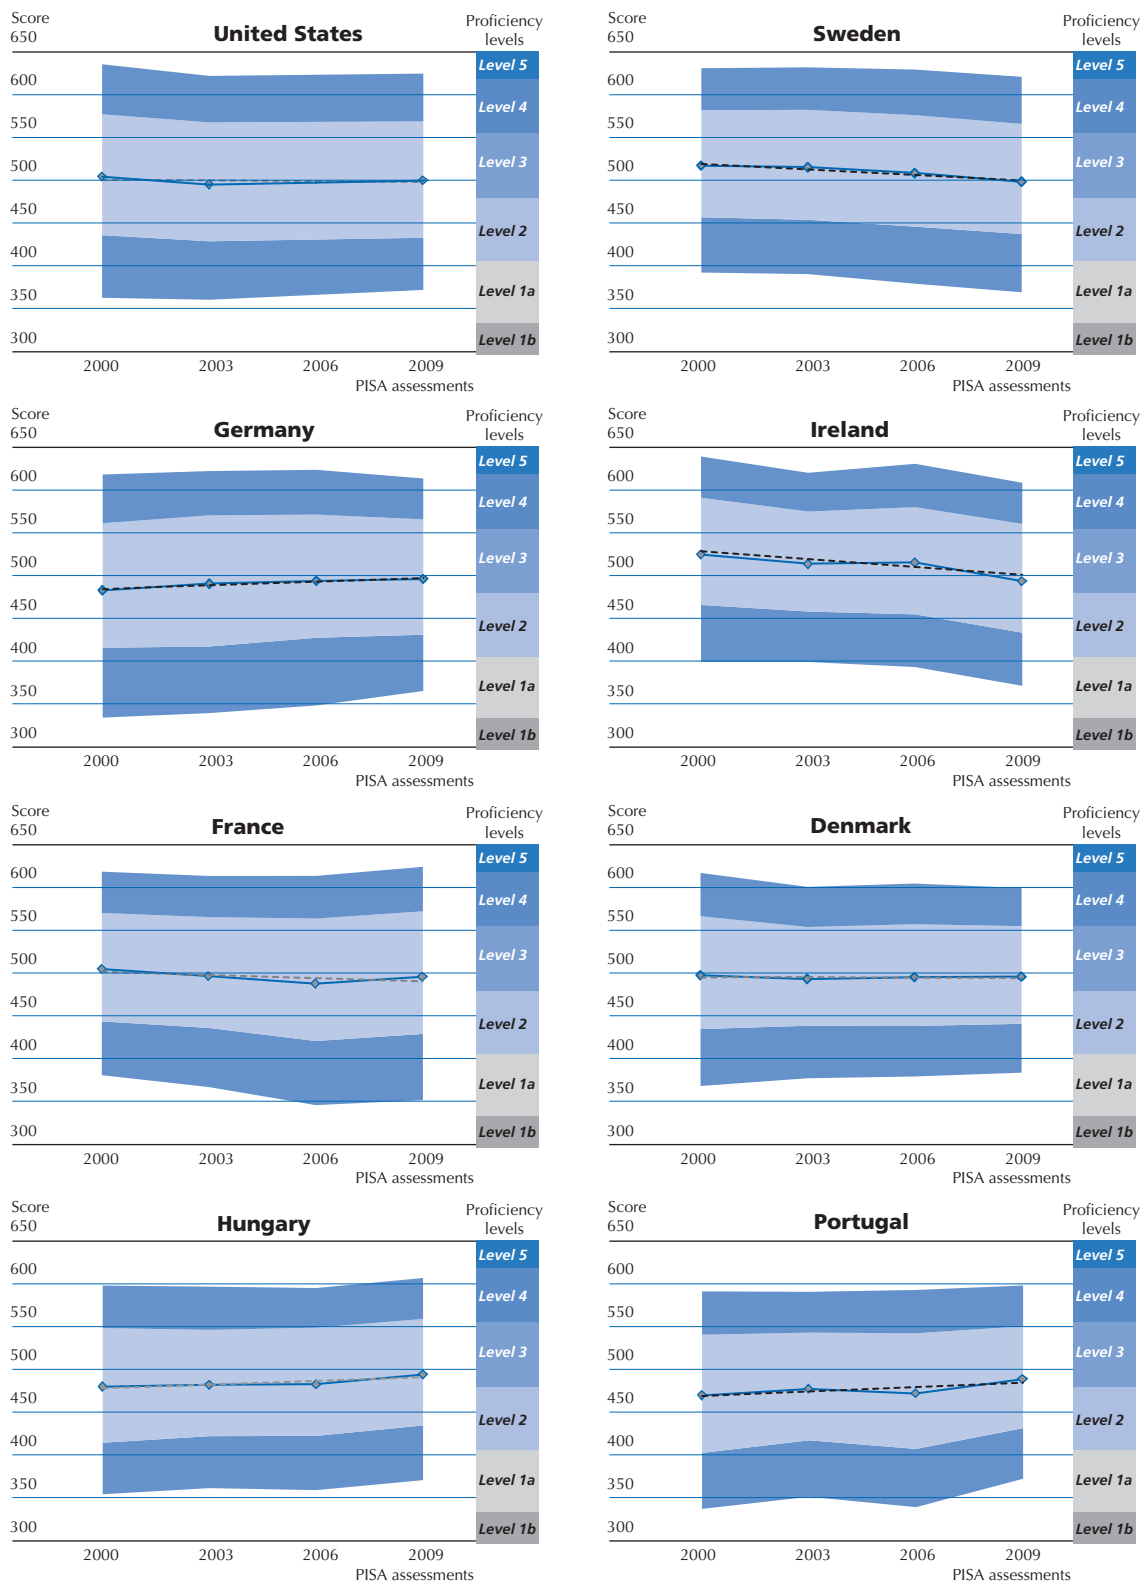 Score
650
United States
Proficiency
levels
Level 5
600
Level 4
550
Level 3
500
450
Level 2
400
Level 1a
350
300
Level 1b
2000 2003 2006 2009
PISA assessments
Score
650
Sweden
Proficiency
levels
Level 5
600
Level 4
550
Level 3
500
450
Level 2
400
Level 1a
350
300
Level 1b
2000 2003 2006 2009
PISA assessments
Score
650
Germany
Proficiency
levels
Level 5
600
Level 4
550
Level 3
500
450
Level 2
400
Level 1a
350
300
Level 1b
2000 2003 2006 2009
PISA assessments
Score
650
Ireland
Proficiency
levels
Level 5
600
Level 4
550
Level 3
500
450
Level 2
400
Level 1a
350
300
Level 1b
2000 2003 2006 2009
PISA assessments
Score
650
France
Proficiency
levels
Level 5
600
Level 4
550
Level 3
500
450
Level 2
400
Level 1a
350
300
Level 1b
2000 2003 2006 2009
PISA assessments
Score
650
Denmark
Proficiency
levels
Level 5
600
Level 4
550
Level 3
500
450
Level 2
400
Level 1a
350
300
Level 1b
2000 2003 2006 2009
PISA assessments
Score
650
Hungary
Proficiency
levels
Level 5
600
Level 4
550
Level 3
500
450
Level 2
400
Level 1a
350
300
Level 1b
2000 2003 2006 2009
PISA assessments
Score
650
Portugal
Proficiency
levels
Level 5
600
Level 4
550
Level 3
500
450
Level 2
400
Level 1a
350
300
Level 1b
2000 2003 2006 2009
PISA assessments